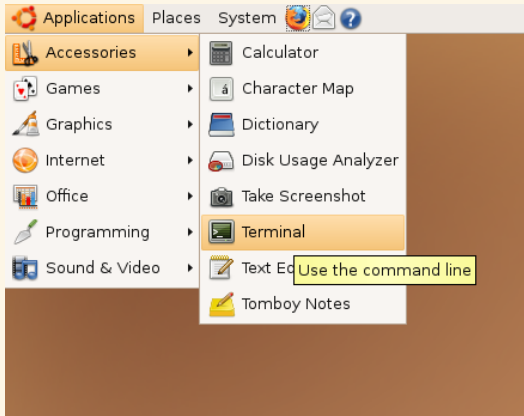 Applications Places System
Accessories
Games
Graphics
Internet
Office
Programming
Sound & Video
Calculator
á Character Map
Dictionary
Disk Usage Analyzer
Take Screenshot
Terminal
Text
Use the command line
Tomboy Notes